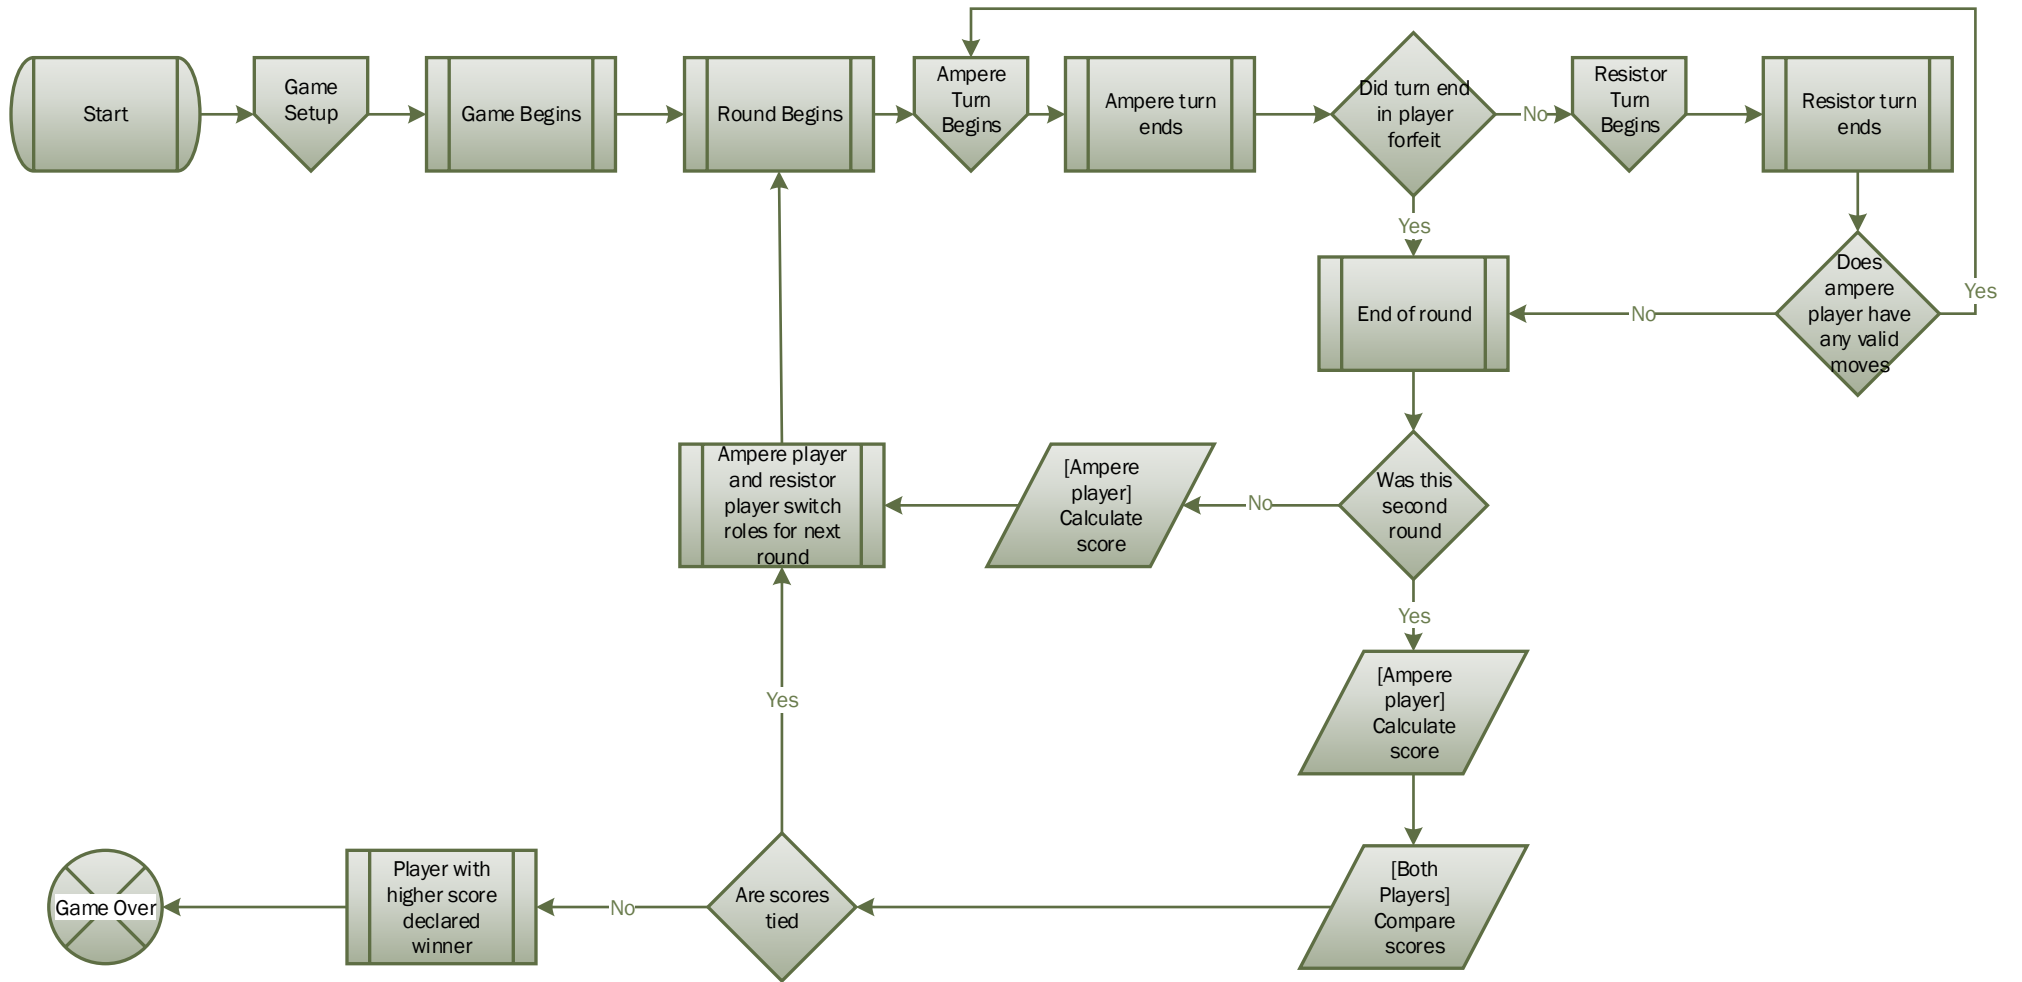 Start
Game
Setup
Game Begins
Round Begins
Ampere
Turn
Begins
Ampere turn
ends
Did turn end
in player
forfeit
No
Resistor
Turn
Begins
Resistor turn
ends
Yes
End of round
No
Does
ampere
player have
any valid
moves
Yes
Ampere player
and resistor
player switch
roles for next
round
[Ampere
player]
Calculate
score
No
Was this
second
round
Yes
[Ampere
player]
Calculate
score
Yes
Game Over
Player with
higher score
declared
winner
No
Are scores
tied
[Both
Players]
Compare
scores